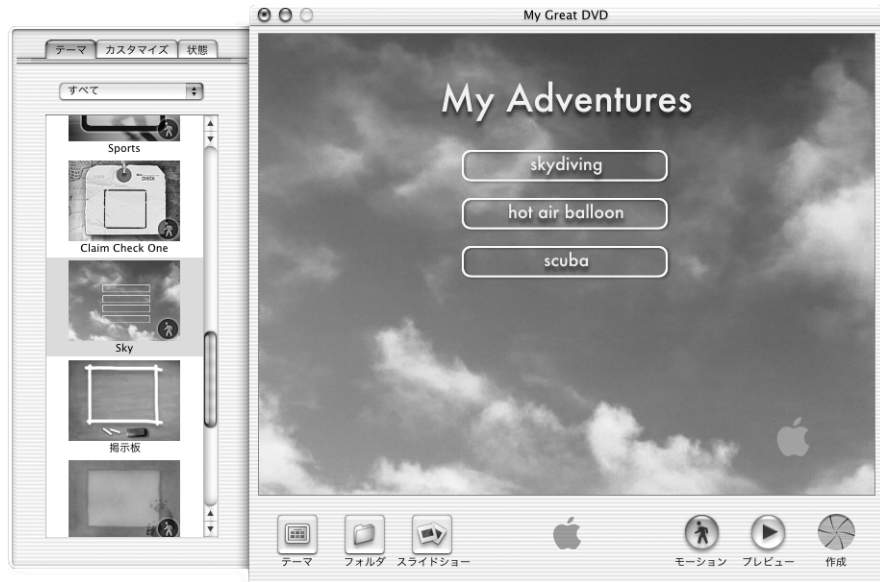 My Great DVD
テーマ
カスタマイズ
状態
すべて
Sports
CHECK
Claim Check One
Sky
掲示板
My Adventures
skydiving
hot air balloon
scuba
テーマ
フォルダ
スライドショー
モーション
プレビュー
作成